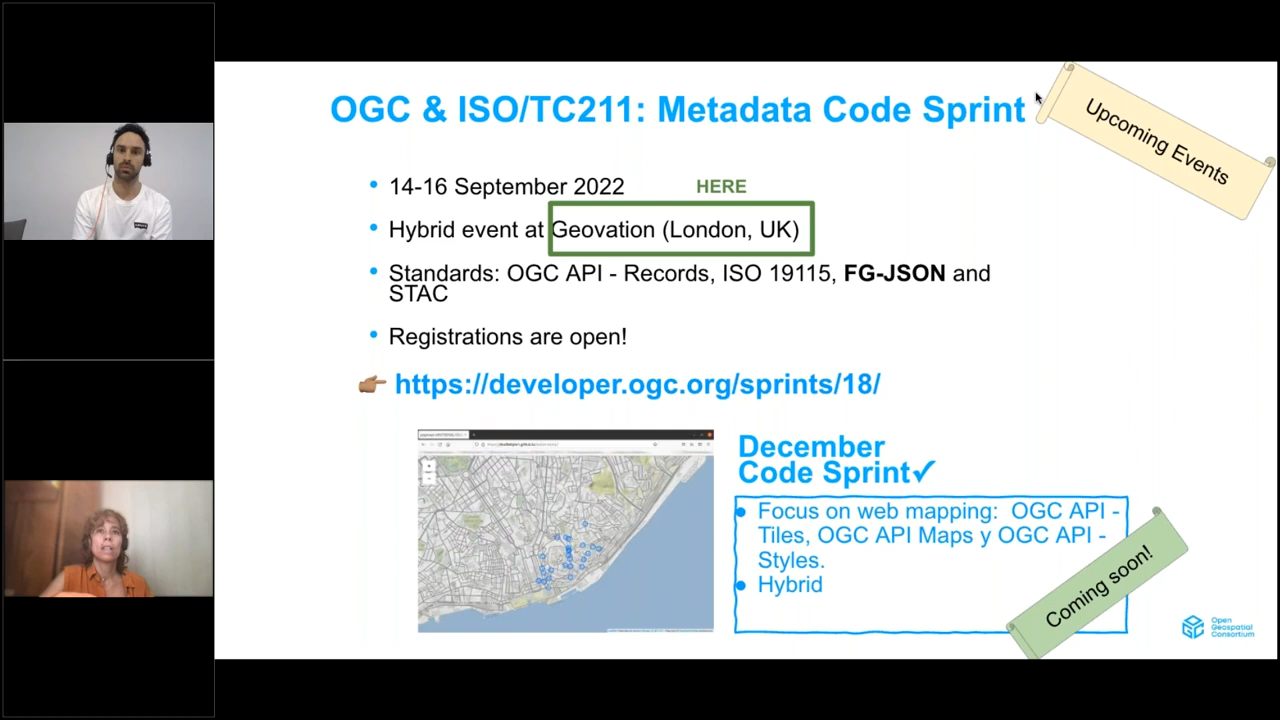 OGC & ISO/TC211: Metadata Code Sprint
Upcoming Events
14-16 September 2022
HERE
Hybrid event at Geovation (London, UK)
Standards: OGC API - Records, ISO 19115, FG-JSON and
STAC
Registrations are open!
https://developer.ogc.org/sprints/18/
December
Code Sprint✓
Focus on web mapping: OGC API -
Tiles, OGC API Maps y OGC API -
Styles.
Hybrid
Coming soon!
Open
Geospatial
Consortium